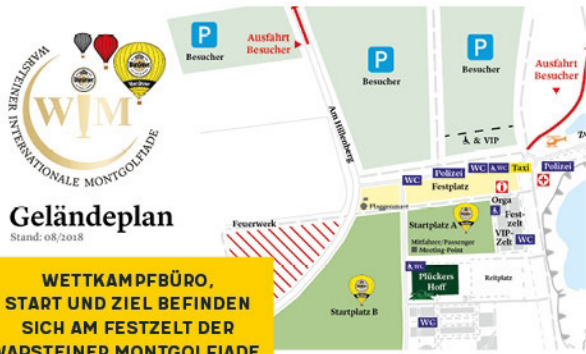 WARSTEINER INTERNATIONALE MONTGOLFIADE
WIM
Geländeplan
Stand: 08/2018
WETTKAMPFBÜRO,
START UND ZIEL BEFINDEN
SICH AM FESTZELT DER
WARSTEINER MONTGOLFIADE
P
Besucher
Ausfahrt
Besucher
P
Besucher
P
Besucher
Ausfahrt
Besucher
Am Hillenberg
& VIP
WC
Polizei
WC
WC
Taxi
Polizei
Festplatz
Orga
Feuerwerk
Startplatz A
Mitfahrer/Passenger
Meeting-Point
Fest-
zelt
VIP-
Zelt
WC
WC
Plückers
Hoff
Reitplatz
Startplatz B
WC